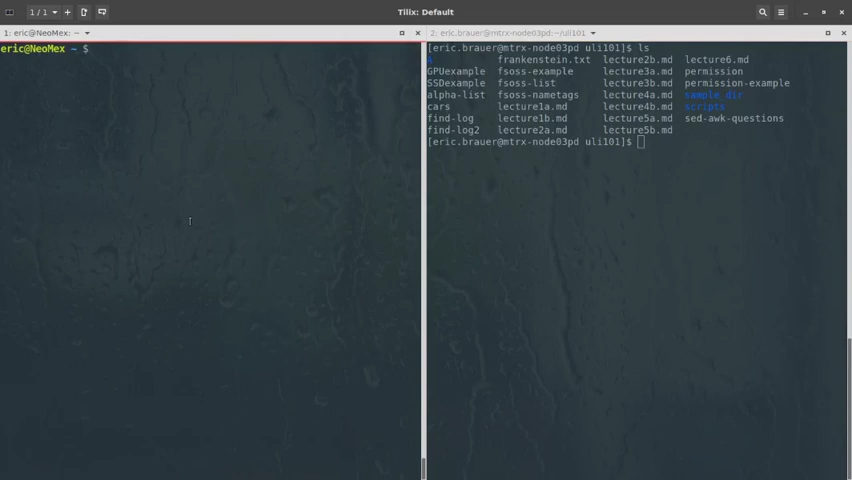 1 / 1
Tilix: Default
1: eric@NeoMex: ~
2: eric.brauer@mtrx-node03pd:~/uli101
eric@NeoMex ~ $
[eric.brauer@mtrx-node03pd uli101]$ ls
A frankenstein.txt lecture2b.md lecture6.md
GPUexample fsoss-example lecture3a.md permission
SSDexample fsoss-list lecture3b.md permission-example
alpha-list fsoss-nametags lecture4a.md sample_dir
cars lecture1a.md lecture4b.md scripts
find-log lecture1b.md lecture5a.md sed-awk-questions
find-log2 lecture2a.md lecture5b.md
[eric.brauer@mtrx-node03pd uli101]$